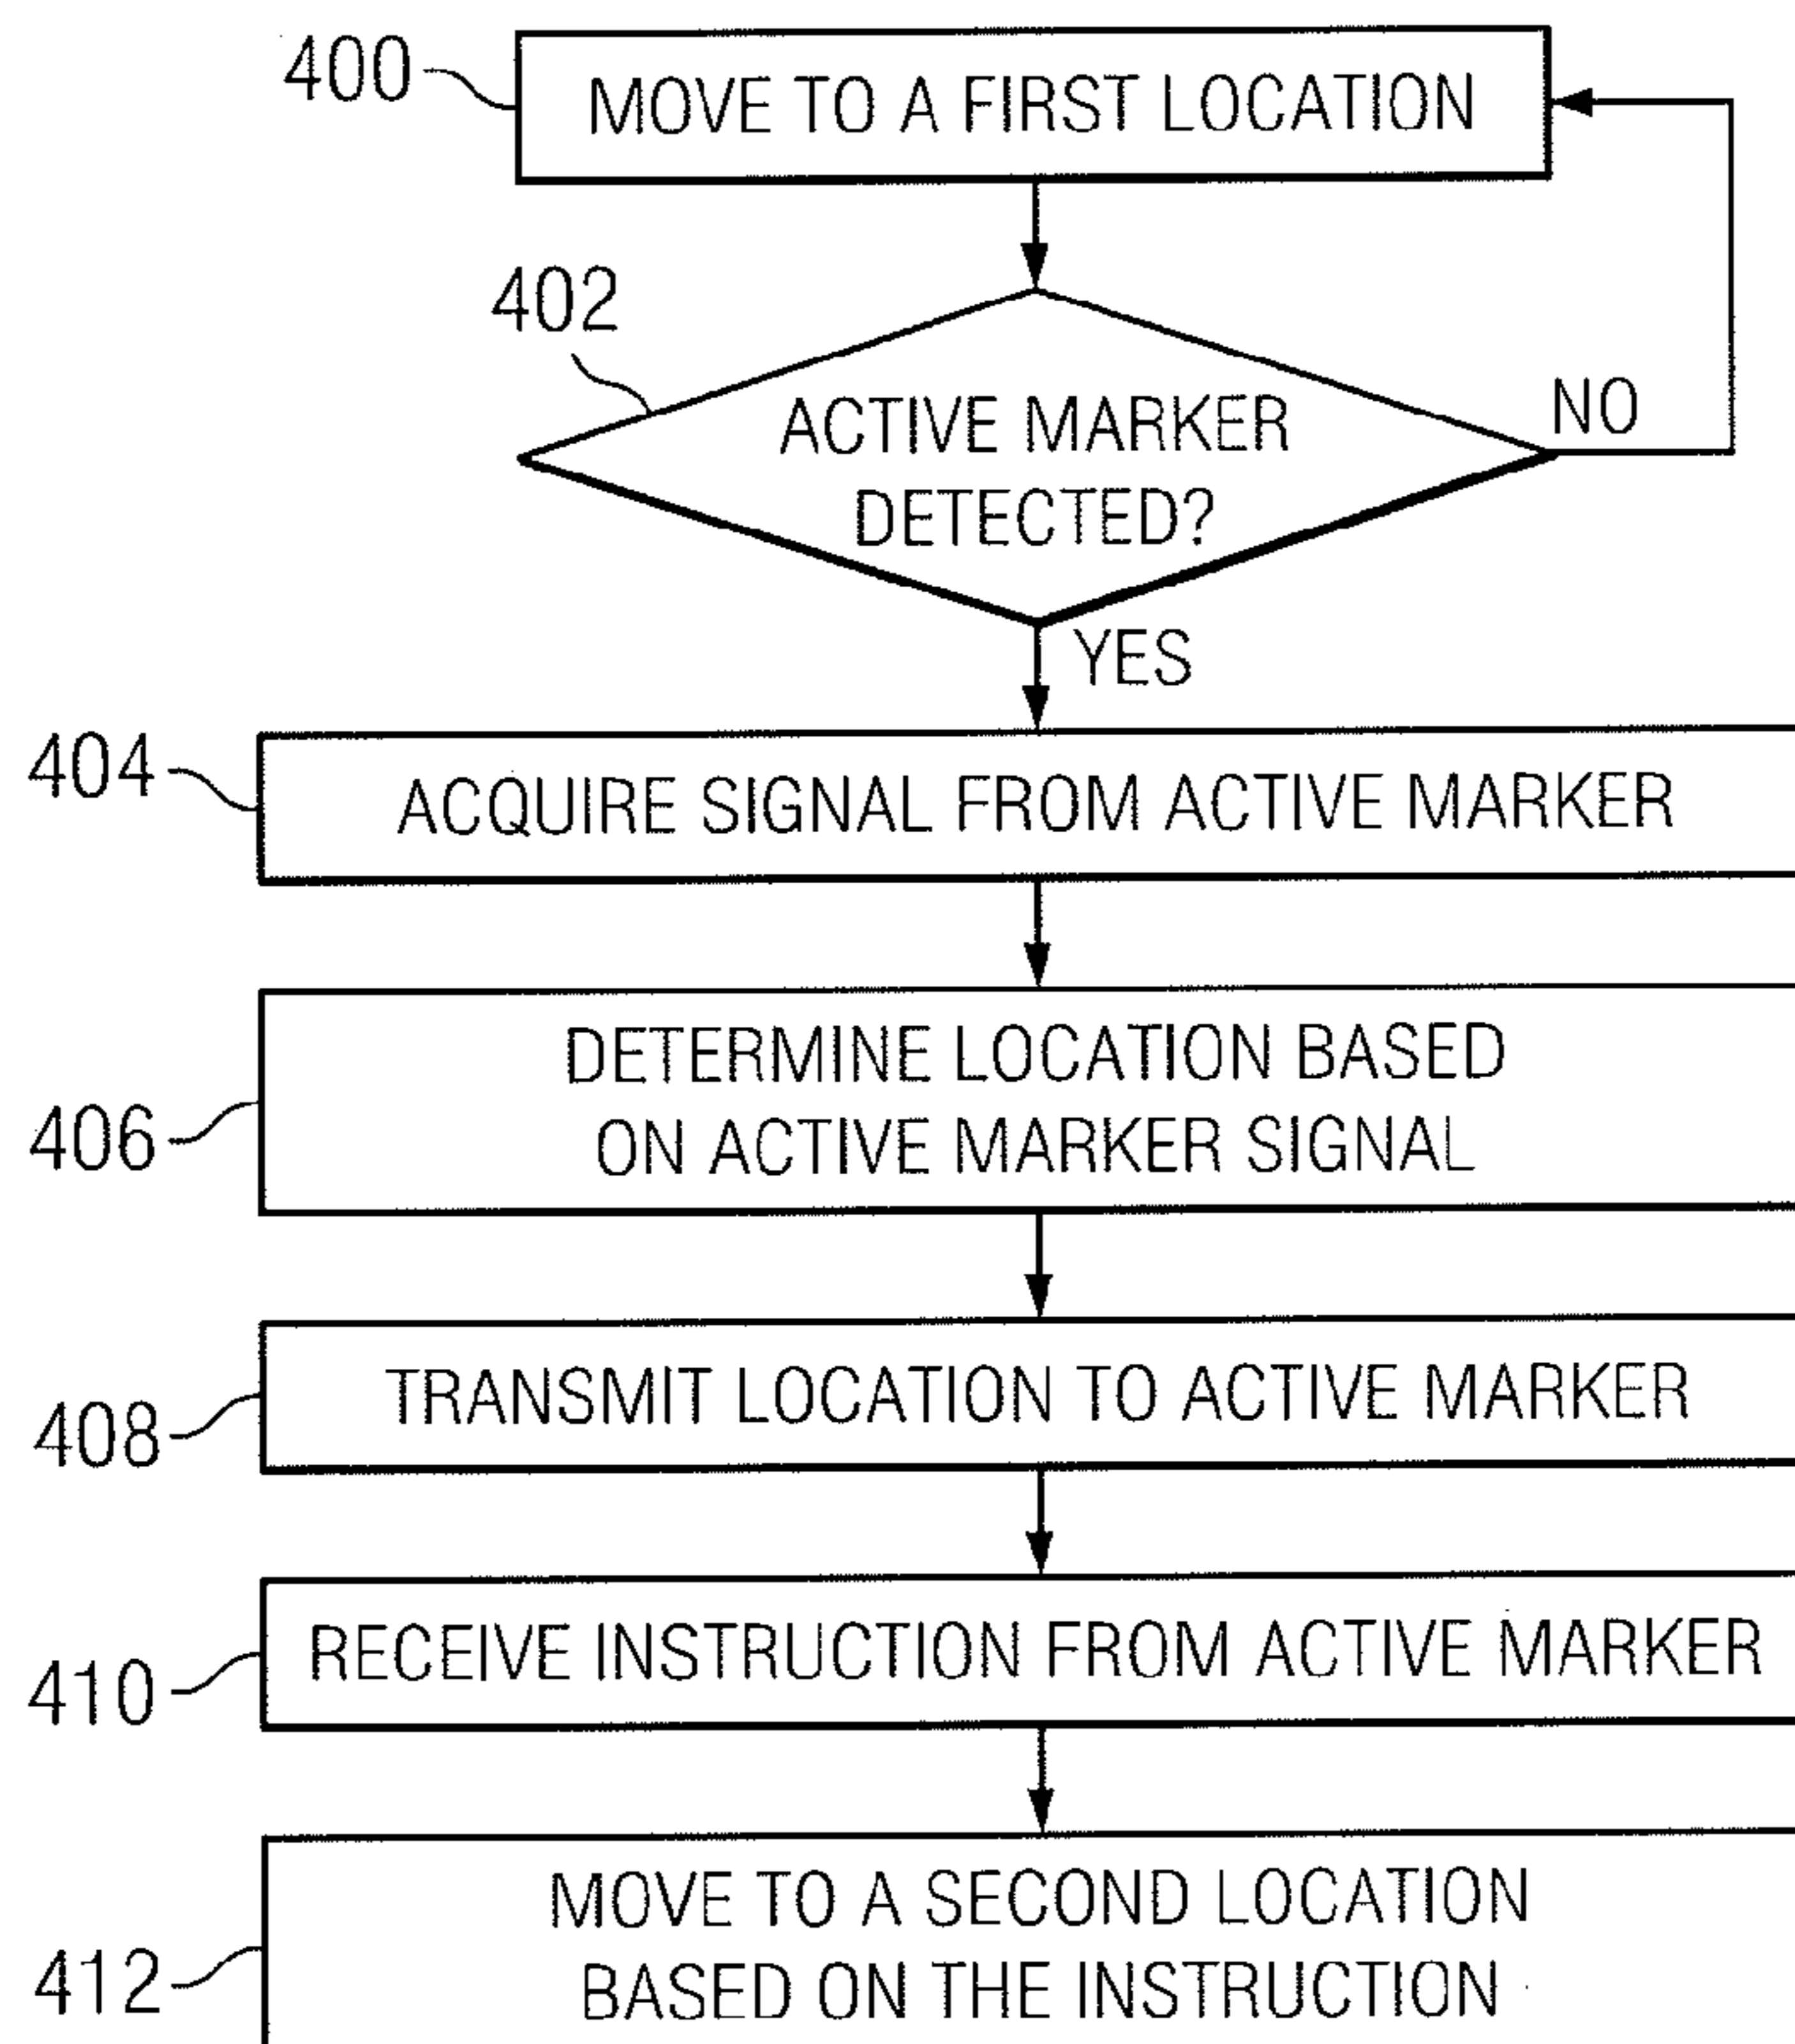 400
MOVE TO A FIRST LOCATION
402
ACTIVE MARKER
DETECTED?
NO
YES
404
ACQUIRE SIGNAL FROM ACTIVE MARKER
406
DETERMINE LOCATION BASED
ON ACTIVE MARKER SIGNAL
408
TRANSMIT LOCATION TO ACTIVE MARKER
410
RECEIVE INSTRUCTION FROM ACTIVE MARKER
412
MOVE TO A SECOND LOCATION
BASED ON THE INSTRUCTION